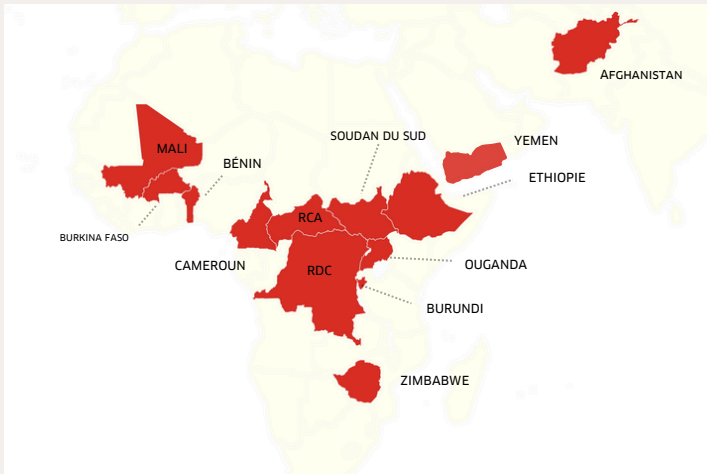 AFGHANISTAN
SOUDAN DU SUD
YEMEN
MALI
BÉNIN
ETHIOPIE
RCA
BURKINA FASO
CAMEROUN
RDC
OUGANDA
BURUNDI
ZIMBABWE